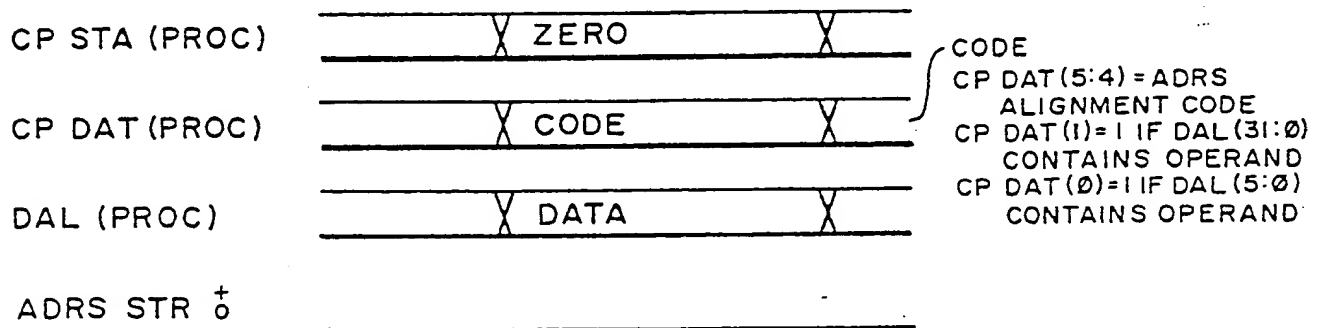 CP STA (PROC)
ZERO
CP DAT (PROC)
CODE
DAL (PROC)
DATA
ADRS STR + 0
CODE
CP DAT(5:4) = ADRS
ALIGNMENT CODE
CP DAT(1)=1 IF DAL(31:Ø)
CONTAINS OPERAND
CP DAT(Ø)=1 IF DAL(5:Ø)
CONTAINS OPERAND